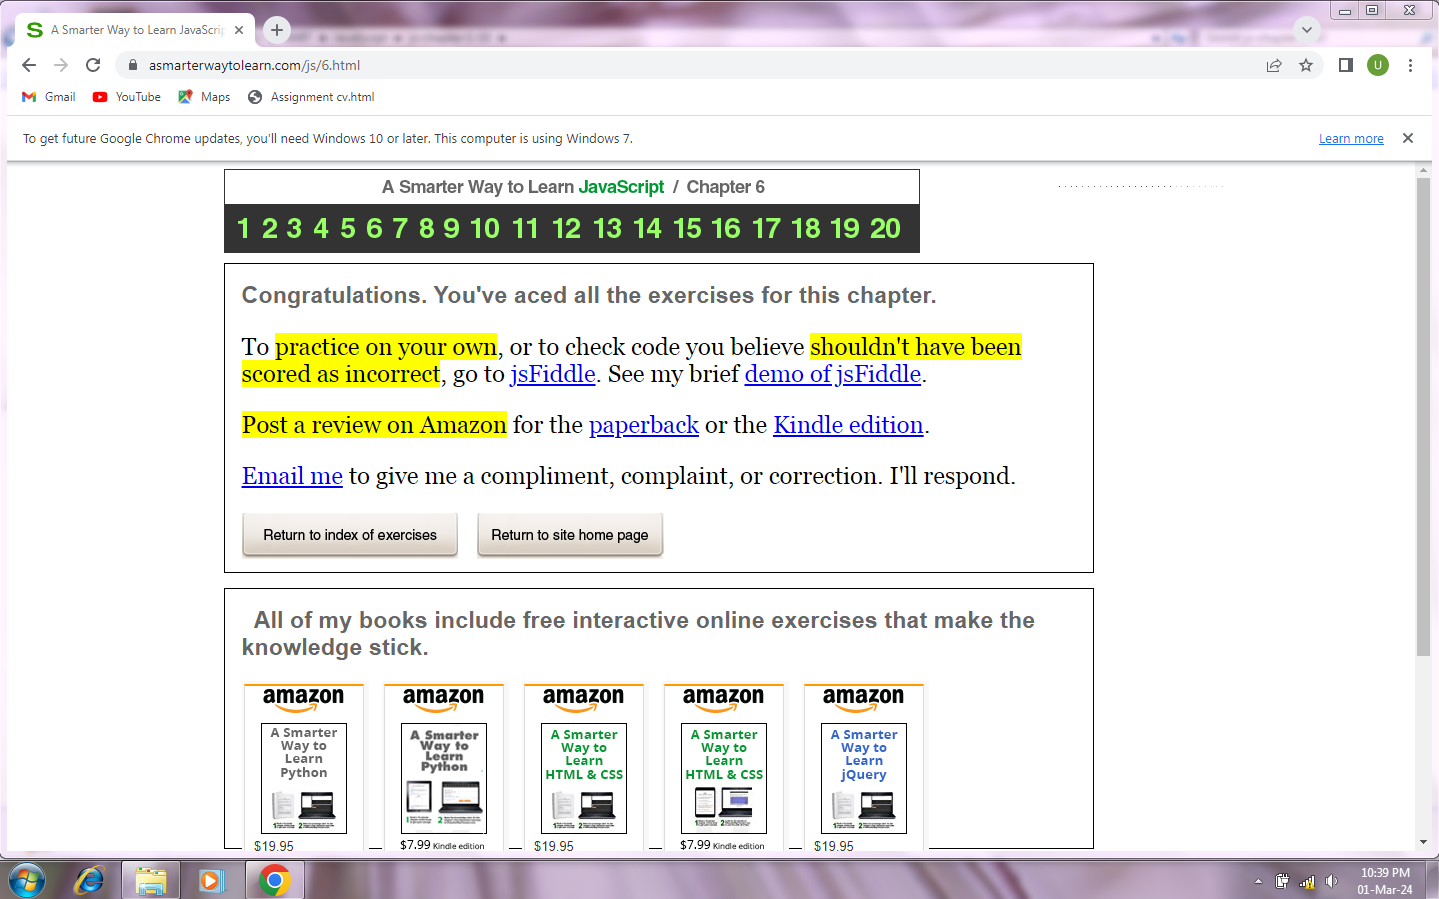 A Smarter Way to Learn JavaScrip
asmarterwaytolearn.com/js/6.html
U
Gmail YouTube Maps Assignment cv.html
To get future Google Chrome updates, you'll need Windows 10 or later. This computer is using Windows 7. Learn more
A Smarter Way to Learn JavaScript / Chapter 6
1 2 3 4 5 6 7 8 9 10 11 12 13 14 15 16 17 18 19 20
Congratulations. You've aced all the exercises for this chapter.
To practice on your own, or to check code you believe shouldn't have been
scored as incorrect, go to jsFiddle. See my brief demo of jsFiddle.
Post a review on Amazon for the paperback or the Kindle edition.
Email me to give me a compliment, complaint, or correction. I'll respond.
Return to index of exercises Return to site home page
All of my books include free interactive online exercises that make the
knowledge stick.
amazon amazon amazon amazon amazon
A Smarter A Smarter A Smarter A Smarter A Smarter
Way to Way to Way to Way to Way to
Learn Learn Learn Learn Learn
Python Python HTML & CSS HTML & CSS jQuery
$19.95 $7.99 Kindle edition $19.95 $7.99 Kindle edition $19.95
10:39 PM
01-Mar-24